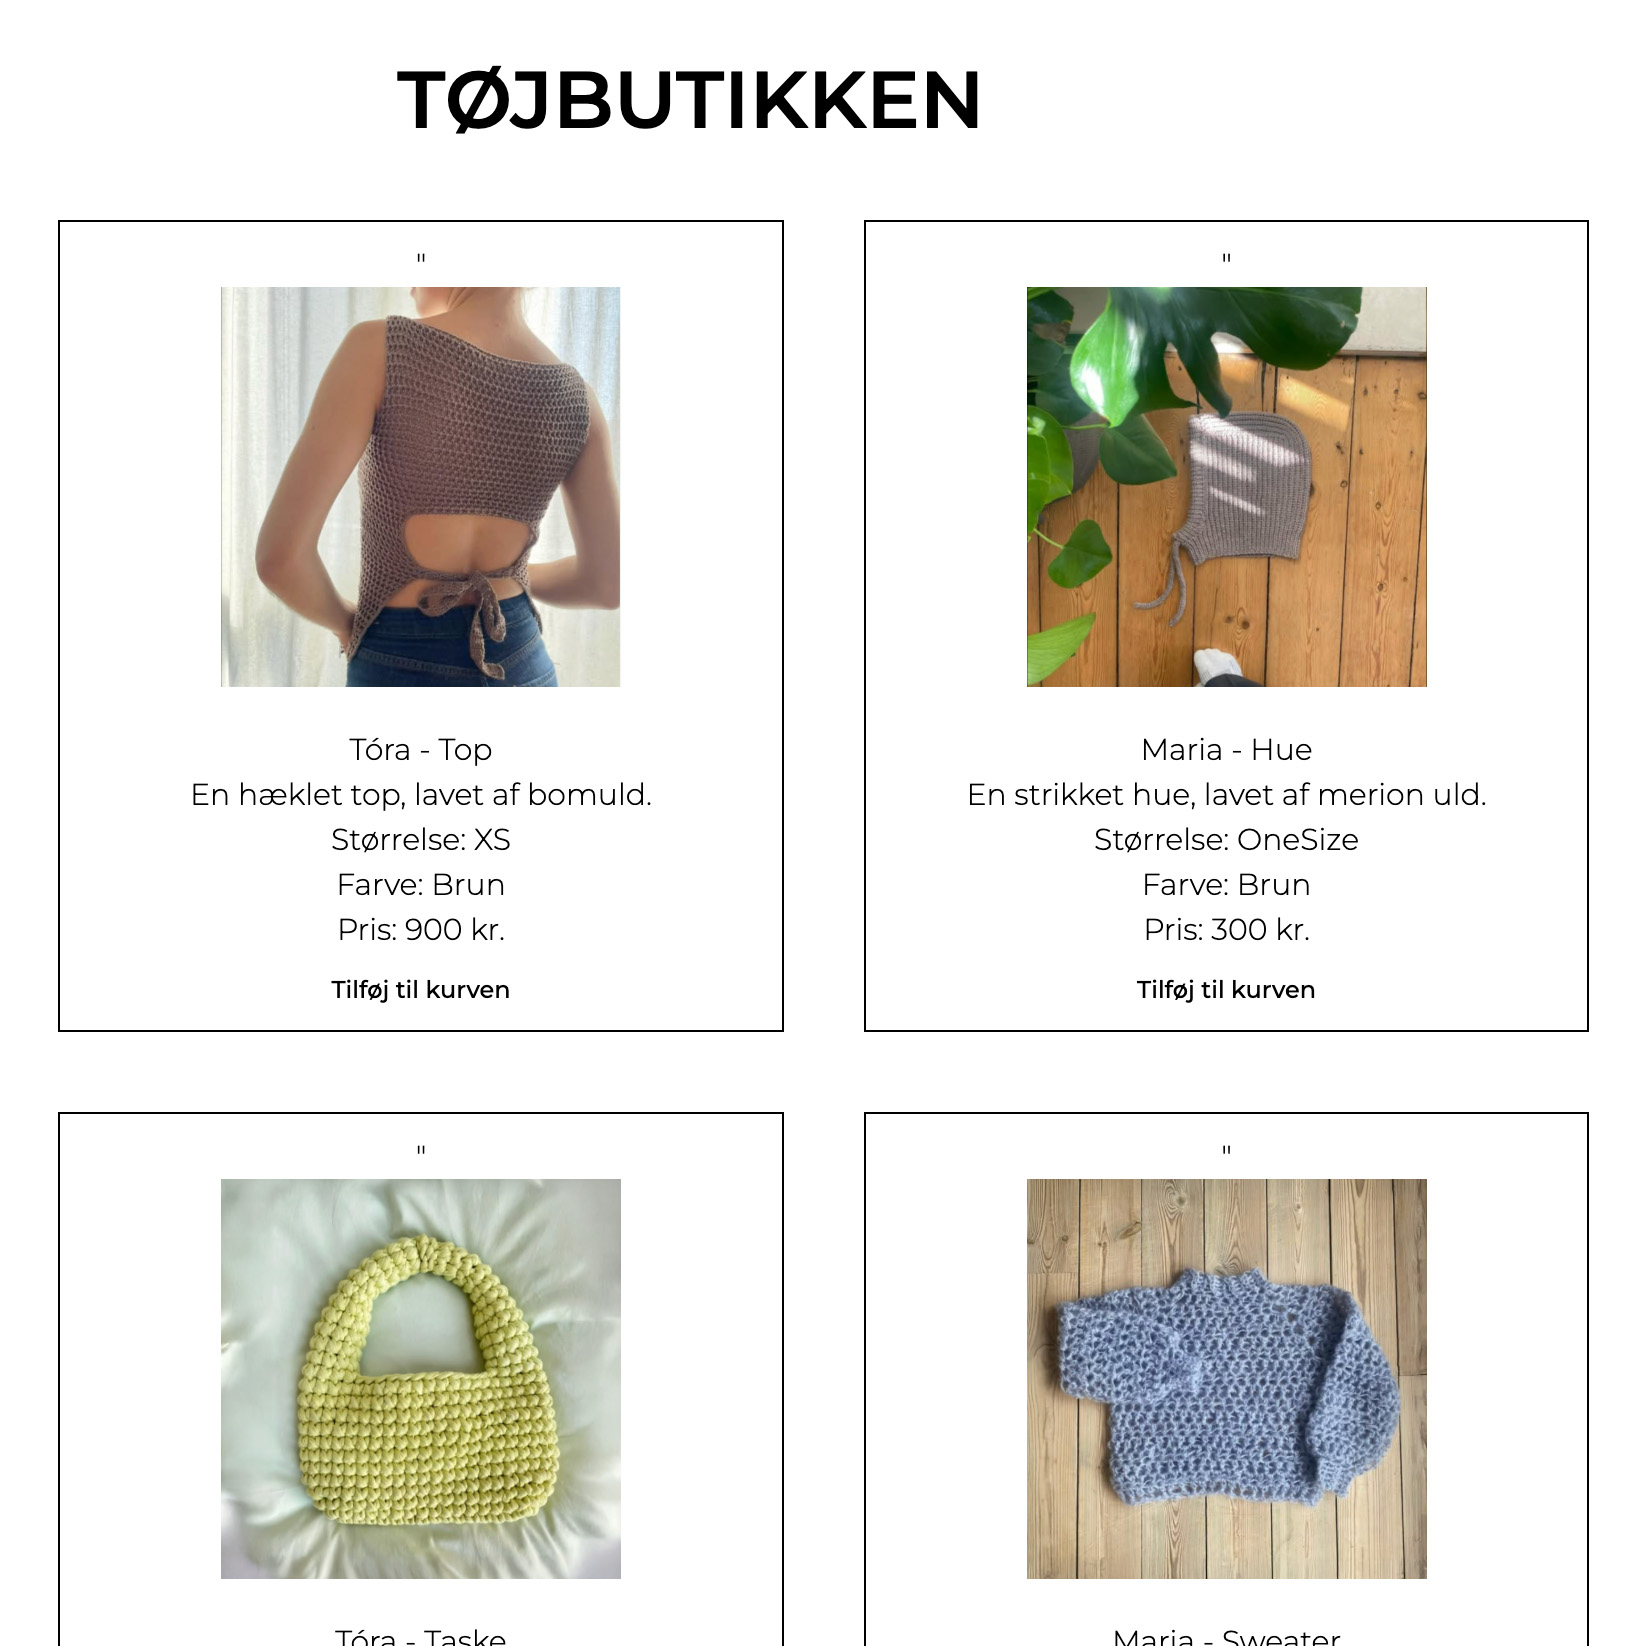 TØJBUTIKKEN
"
Tóra - Top
En hæklet top, lavet af bomuld.
Størrelse: XS
Farve: Brun
Pris: 900 kr.
Tilføj til kurven
"
Maria - Hue
En strikket hue, lavet af merion uld.
Størrelse: OneSize
Farve: Brun
Pris: 300 kr.
Tilføj til kurven
"
Tóra - Taske
"
Maria - Sweater